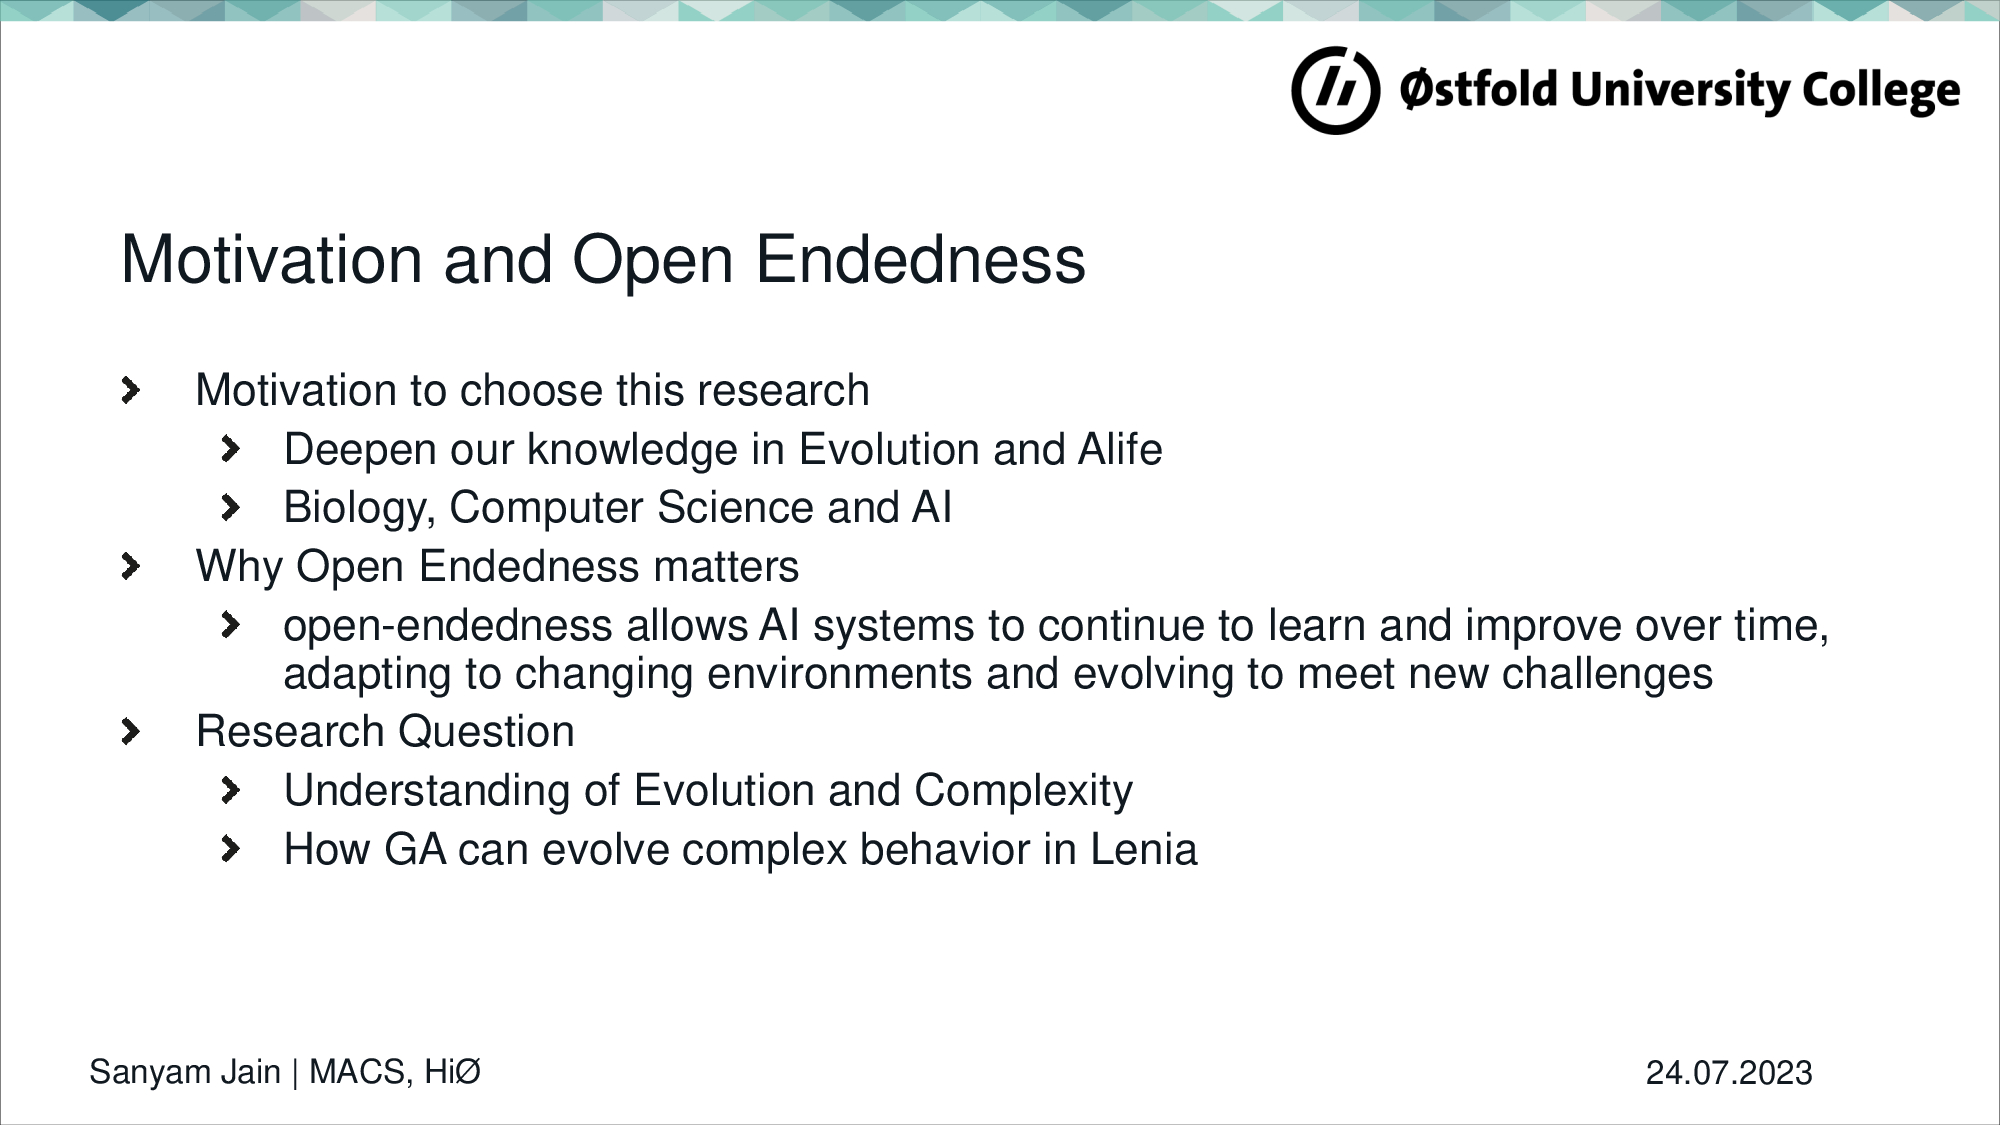 Østfold University College
Motivation and Open Endedness
Motivation to choose this research
Deepen our knowledge in Evolution and Alife
Biology, Computer Science and AI
Why Open Endedness matters
open-endedness allows AI systems to continue to learn and improve over time,
adapting to changing environments and evolving to meet new challenges
Research Question
Understanding of Evolution and Complexity
How GA can evolve complex behavior in Lenia
Sanyam Jain | MACS, HiØ
24.07.2023